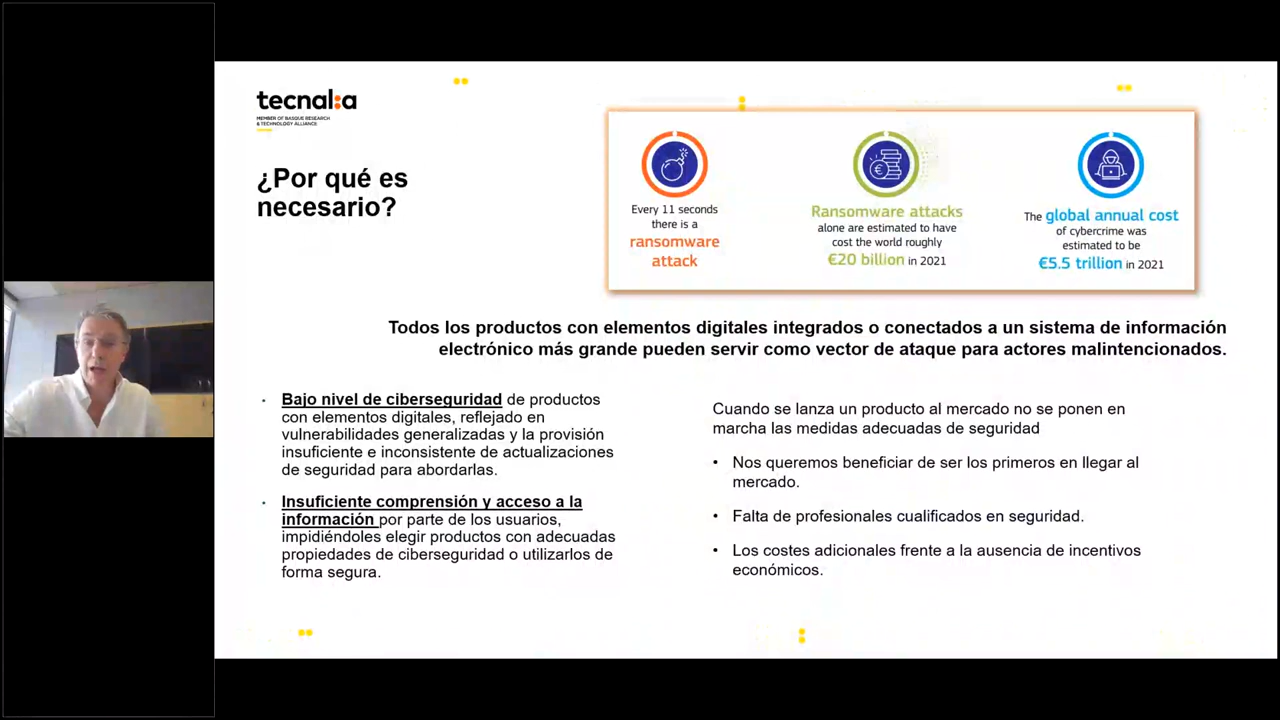 tecnal:a
MEMBER OF BASQUE RESEARCH
& TECHNOLOGY ALLIANCE
¿Por qué es
necesario?
Every 11 seconds
there is a
ransomware
attack
Ransomware attacks
alone are estimated to have
cost the world roughly
€20 billion in 2021
The global annual cost
of cybercrime was
estimated to be
€5.5 trillion in 2021
Todos los productos con elementos digitales integrados o conectados a un sistema de información
electrónico más grande pueden servir como vector de ataque para actores malintencionados.
· Bajo nivel de ciberseguridad de productos
con elementos digitales, reflejado en
vulnerabilidades generalizadas y la provisión
insuficiente e inconsistente de actualizaciones
de seguridad para abordarlas.
· Insuficiente comprensión y acceso a la
información por parte de los usuarios,
impidiéndoles elegir productos con adecuadas
propiedades de ciberseguridad o utilizarlos de
forma segura.
Cuando se lanza un producto al mercado no se ponen en
marcha las medidas adecuadas de seguridad
• Nos queremos beneficiar de ser los primeros en llegar al
mercado.
• Falta de profesionales cualificados en seguridad.
• Los costes adicionales frente a la ausencia de incentivos
económicos.